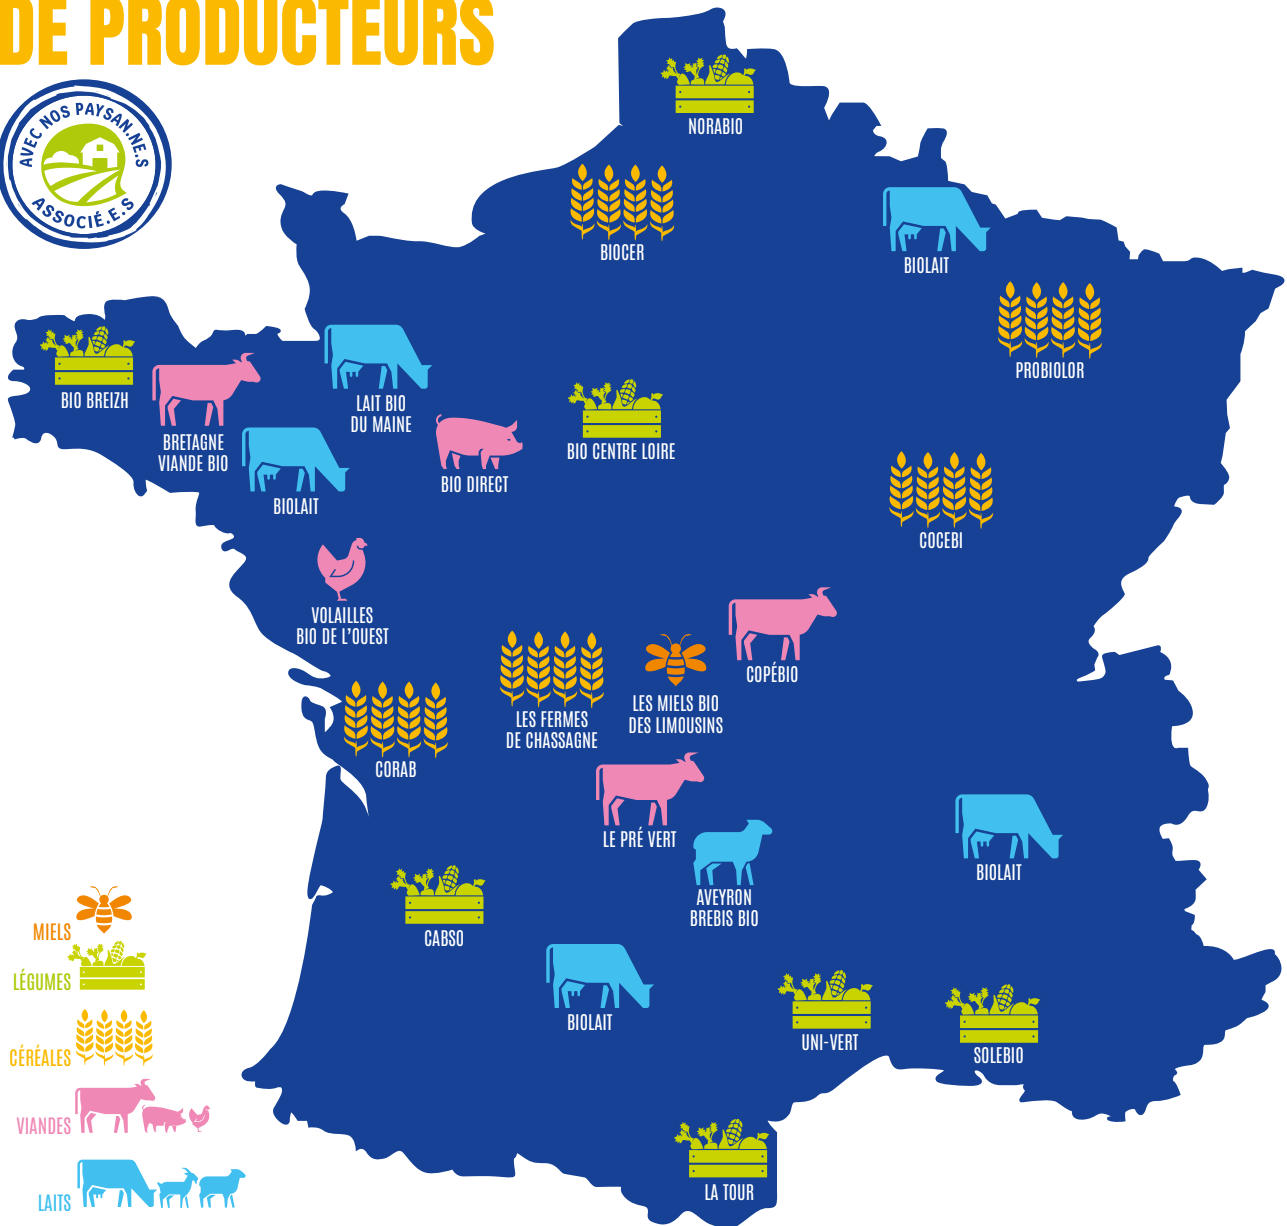 DE PRODUCTEURS
AVEC NOS PAYSAN.NE.S
ASSOCIÉ.E.S
NORABIO
BIOCER
BIOLAIT
PROBIOLOR
BIO BREIZH
BRETAGNE
VIANDE BIO
LAIT BIO
DU MAINE
BIOLAIT
BIO DIRECT
BIO CENTRE LOIRE
COCEBI
VOLAILLES
BIO DE L'OUEST
COPÉBIO
LES FERMES
DE CHASSAGNE
LES MIELS BIO
DES LIMOUSINS
CORAB
LE PRÉ VERT
BIOLAIT
AVEYRON
BREBIS BIO
CABSO
BIOLAIT
UNI-VERT
SOLEBIO
LA TOUR
MIELS
LÉGUMES
CÉRÉALES
VIANDES
LAITS